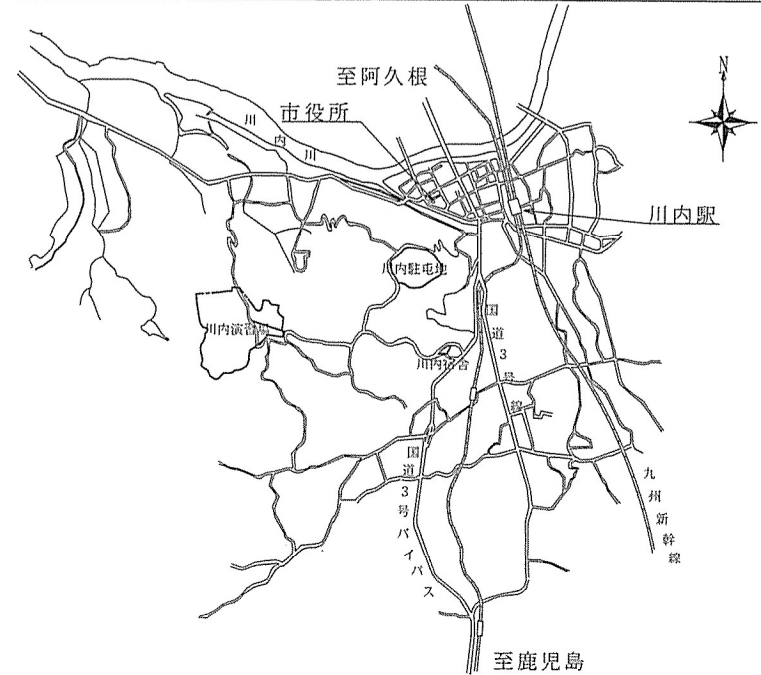 N
至阿久根
市役所
川内川
川内駅
川内駐屯地
国道3号線
川内演習場
川内宿舎
国道3号バイパス
九州新幹線
至鹿児島